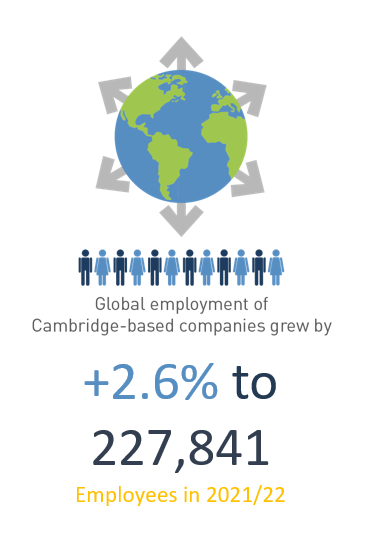 Global employment of
Cambridge-based companies grew by
+2.6% to
227,841
Employees in 2021/22